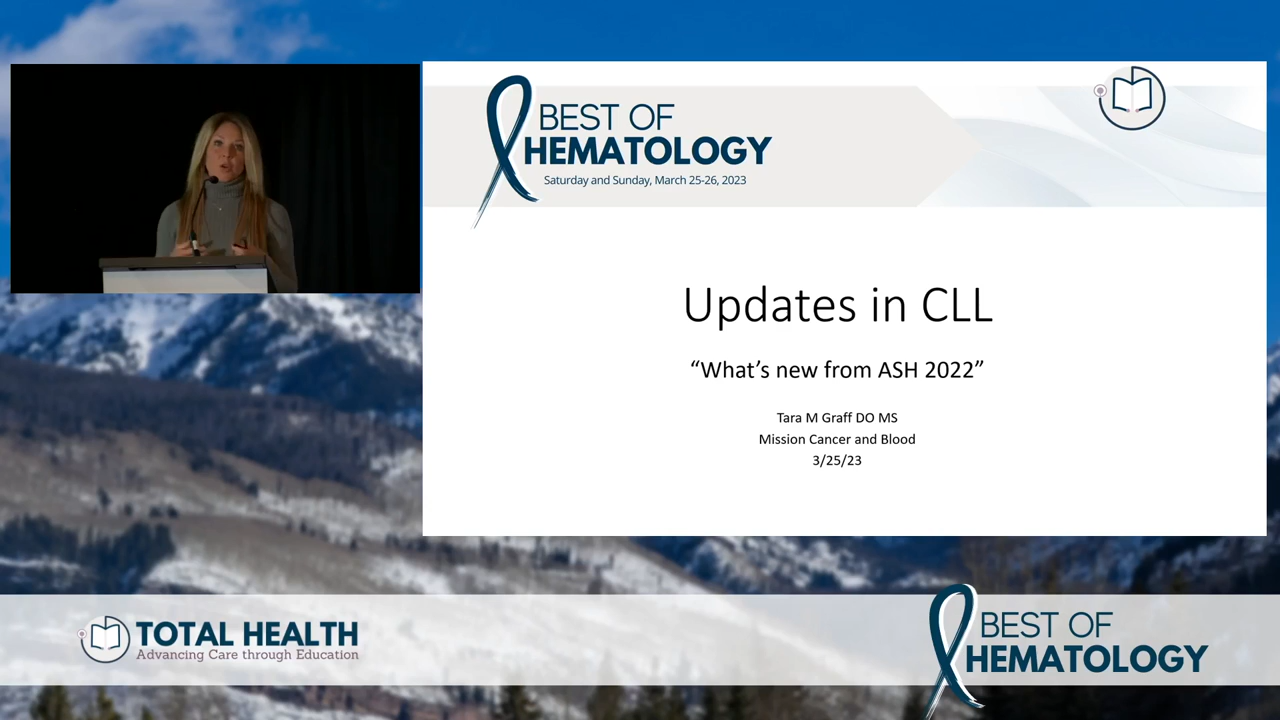 BEST OF
HEMATOLOGY
Saturday and Sunday, March 25-26, 2023
Updates in CLL
“What’s new from ASH 2022”
Tara M Graff DO MS
Mission Cancer and Blood
3/25/23
TOTAL HEALTH
Advancing Care through Education
BEST OF
HEMATOLOGY